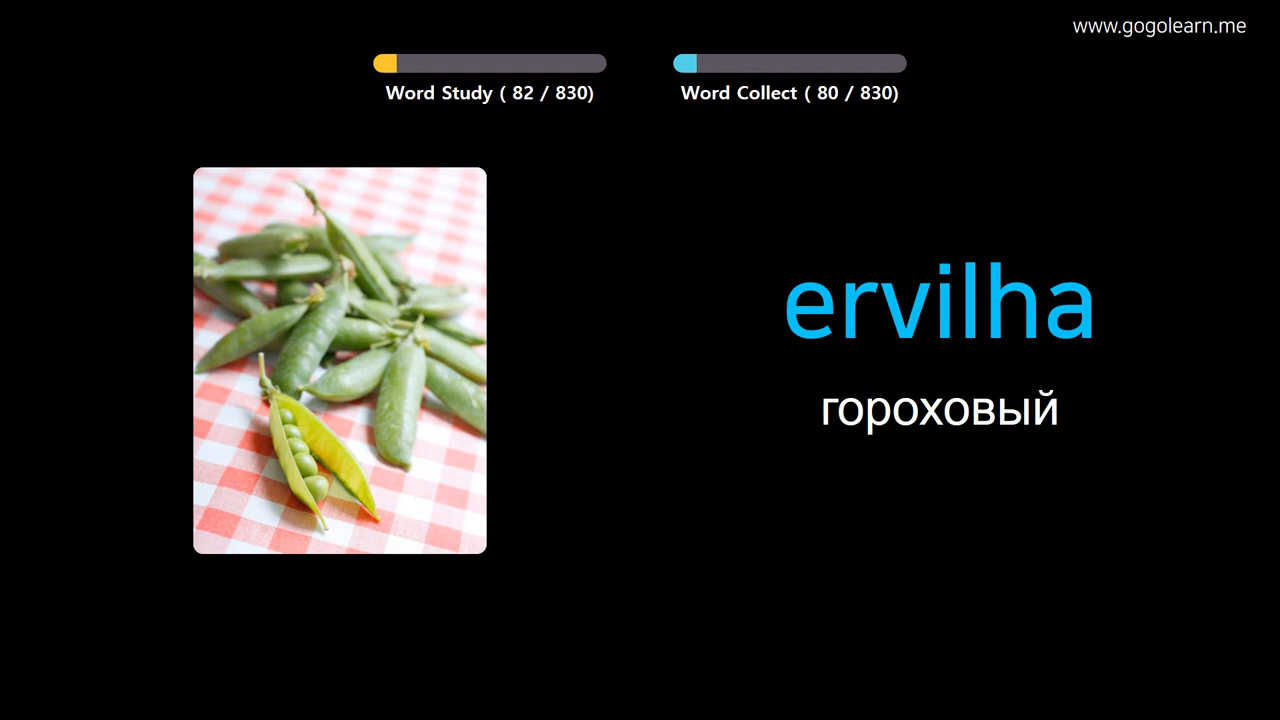 www.gogolearn.me
Word Study ( 82 / 830)
Word Collect ( 80 / 830)
ervilha
гороховый